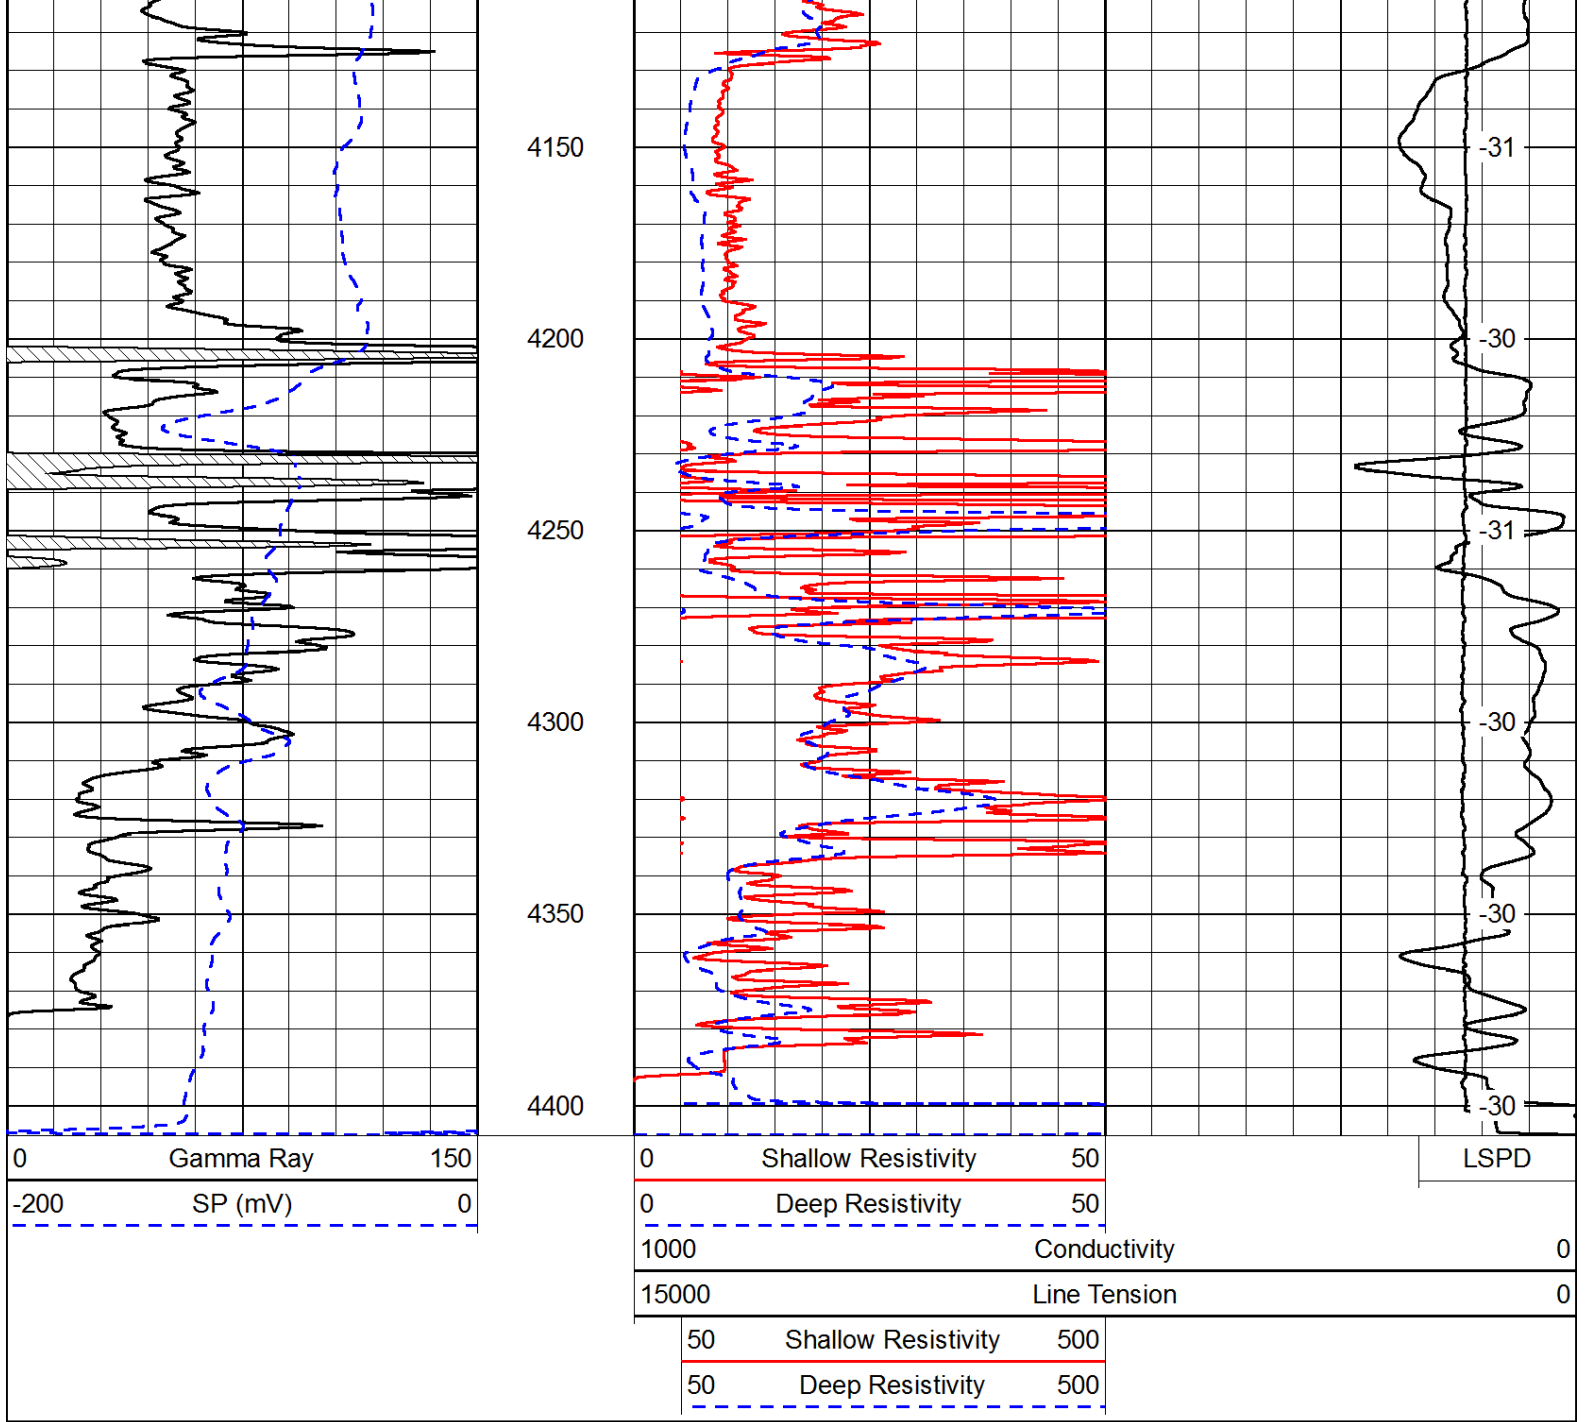 4150 -31
4200 -30
4250 -31
4300 -30
4350 -30
4400 -30
0 Gamma Ray 150
0 Shallow Resistivity 50
LSPD
-200 SP (mV) 0
0 Deep Resistivity 50
1000 Conductivity 0
15000 Line Tension 0
50 Shallow Resistivity 500
50 Deep Resistivity 500